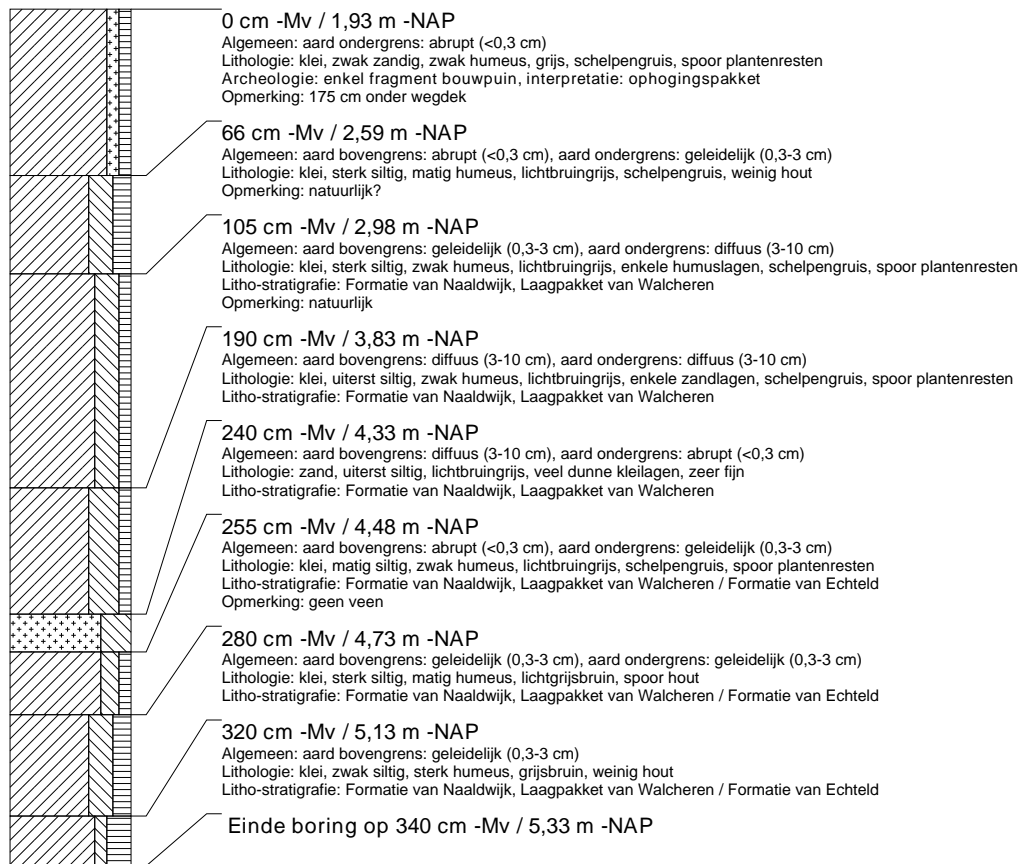 0 cm -Mv / 1,93 m -NAP
Algemeen: aard ondergrens: abrupt (<0,3 cm)
Lithologie: klei, zwak zandig, zwak humeus, grijs, schelpengruis, spoor plantenresten
Archeologie: enkel fragment bouwpuin, interpretatie: ophogingspakket
Opmerking: 175 cm onder wegdek
66 cm -Mv / 2,59 m -NAP
Algemeen: aard bovengrens: abrupt (<0,3 cm), aard ondergrens: geleidelijk (0,3-3 cm)
Lithologie: klei, sterk siltig, matig humeus, lichtbruingrijs, schelpengruis, weinig hout
Opmerking: natuurlijk?
105 cm -Mv / 2,98 m -NAP
Algemeen: aard bovengrens: geleidelijk (0,3-3 cm), aard ondergrens: diffuus (3-10 cm)
Lithologie: klei, sterk siltig, zwak humeus, lichtbruingrijs, enkele humuslagen, schelpengruis, spoor plantenresten
Litho-stratigrafie: Formatie van Naaldwijk, Laagpakket van Walcheren
Opmerking: natuurlijk
190 cm -Mv / 3,83 m -NAP
Algemeen: aard bovengrens: diffuus (3-10 cm), aard ondergrens: diffuus (3-10 cm)
Lithologie: klei, uiterst siltig, zwak humeus, lichtbruingrijs, enkele zandlagen, schelpengruis, spoor plantenresten
Litho-stratigrafie: Formatie van Naaldwijk, Laagpakket van Walcheren
240 cm -Mv / 4,33 m -NAP
Algemeen: aard bovengrens: diffuus (3-10 cm), aard ondergrens: abrupt (<0,3 cm)
Lithologie: zand, uiterst siltig, lichtbruingrijs, veel dunne kleilagen, zeer fijn
Litho-stratigrafie: Formatie van Naaldwijk, Laagpakket van Walcheren
255 cm -Mv / 4,48 m -NAP
Algemeen: aard bovengrens: abrupt (<0,3 cm), aard ondergrens: geleidelijk (0,3-3 cm)
Lithologie: klei, matig siltig, zwak humeus, lichtbruingrijs, schelpengruis, spoor plantenresten
Litho-stratigrafie: Formatie van Naaldwijk, Laagpakket van Walcheren / Formatie van Echteld
Opmerking: geen veen
280 cm -Mv / 4,73 m -NAP
Algemeen: aard bovengrens: geleidelijk (0,3-3 cm), aard ondergrens: geleidelijk (0,3-3 cm)
Lithologie: klei, sterk siltig, matig humeus, lichtgrijsbruin, spoor hout
Litho-stratigrafie: Formatie van Naaldwijk, Laagpakket van Walcheren / Formatie van Echteld
320 cm -Mv / 5,13 m -NAP
Algemeen: aard bovengrens: geleidelijk (0,3-3 cm)
Lithologie: klei, zwak siltig, sterk humeus, grijsbruin, weinig hout
Litho-stratigrafie: Formatie van Naaldwijk, Laagpakket van Walcheren / Formatie van Echteld
Einde boring op 340 cm -Mv / 5,33 m -NAP